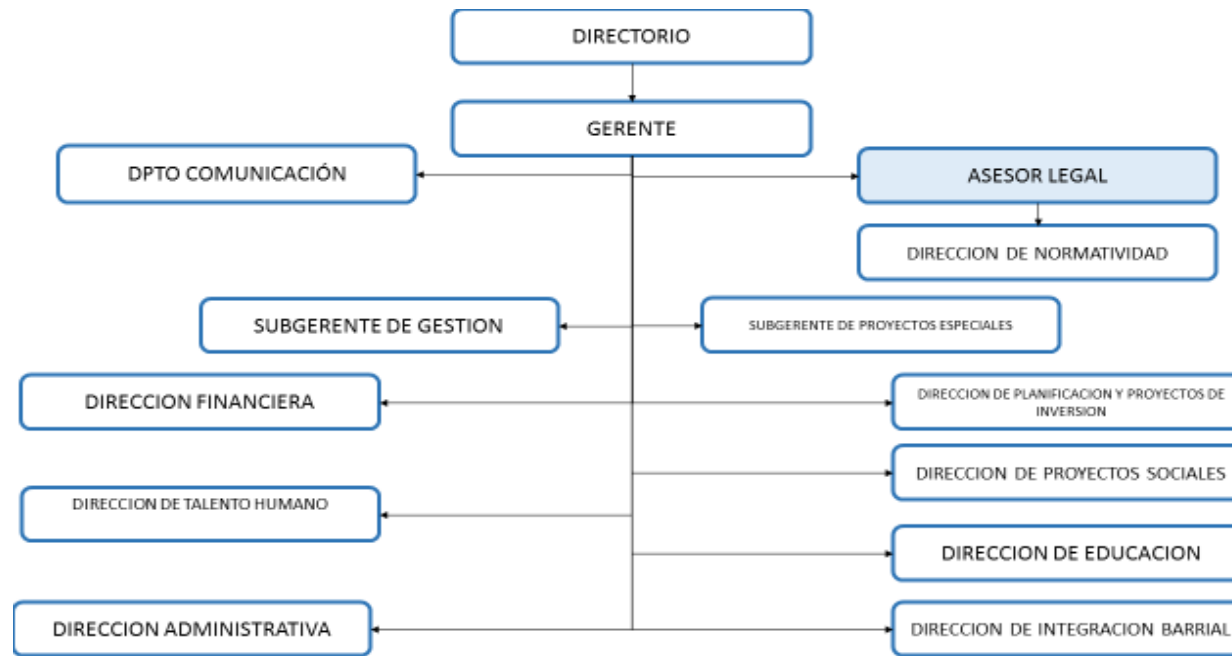 DIRECTORIO
GERENTE
DPTO COMUNICACIÓN
ASESOR LEGAL
DIRECCION DE NORMATIVIDAD
SUBGERENTE DE GESTION
SUBGERENTE DE PROYECTOS ESPECIALES
DIRECCION FINANCIERA
DIRECCION DE PLANIFICACION Y PROYECTOS DE
INVERSION
DIRECCION DE PROYECTOS SOCIALES
DIRECCION DE TALENTO HUMANO
DIRECCION DE EDUCACION
DIRECCION ADMINISTRATIVA
DIRECCION DE INTEGRACION BARRIAL